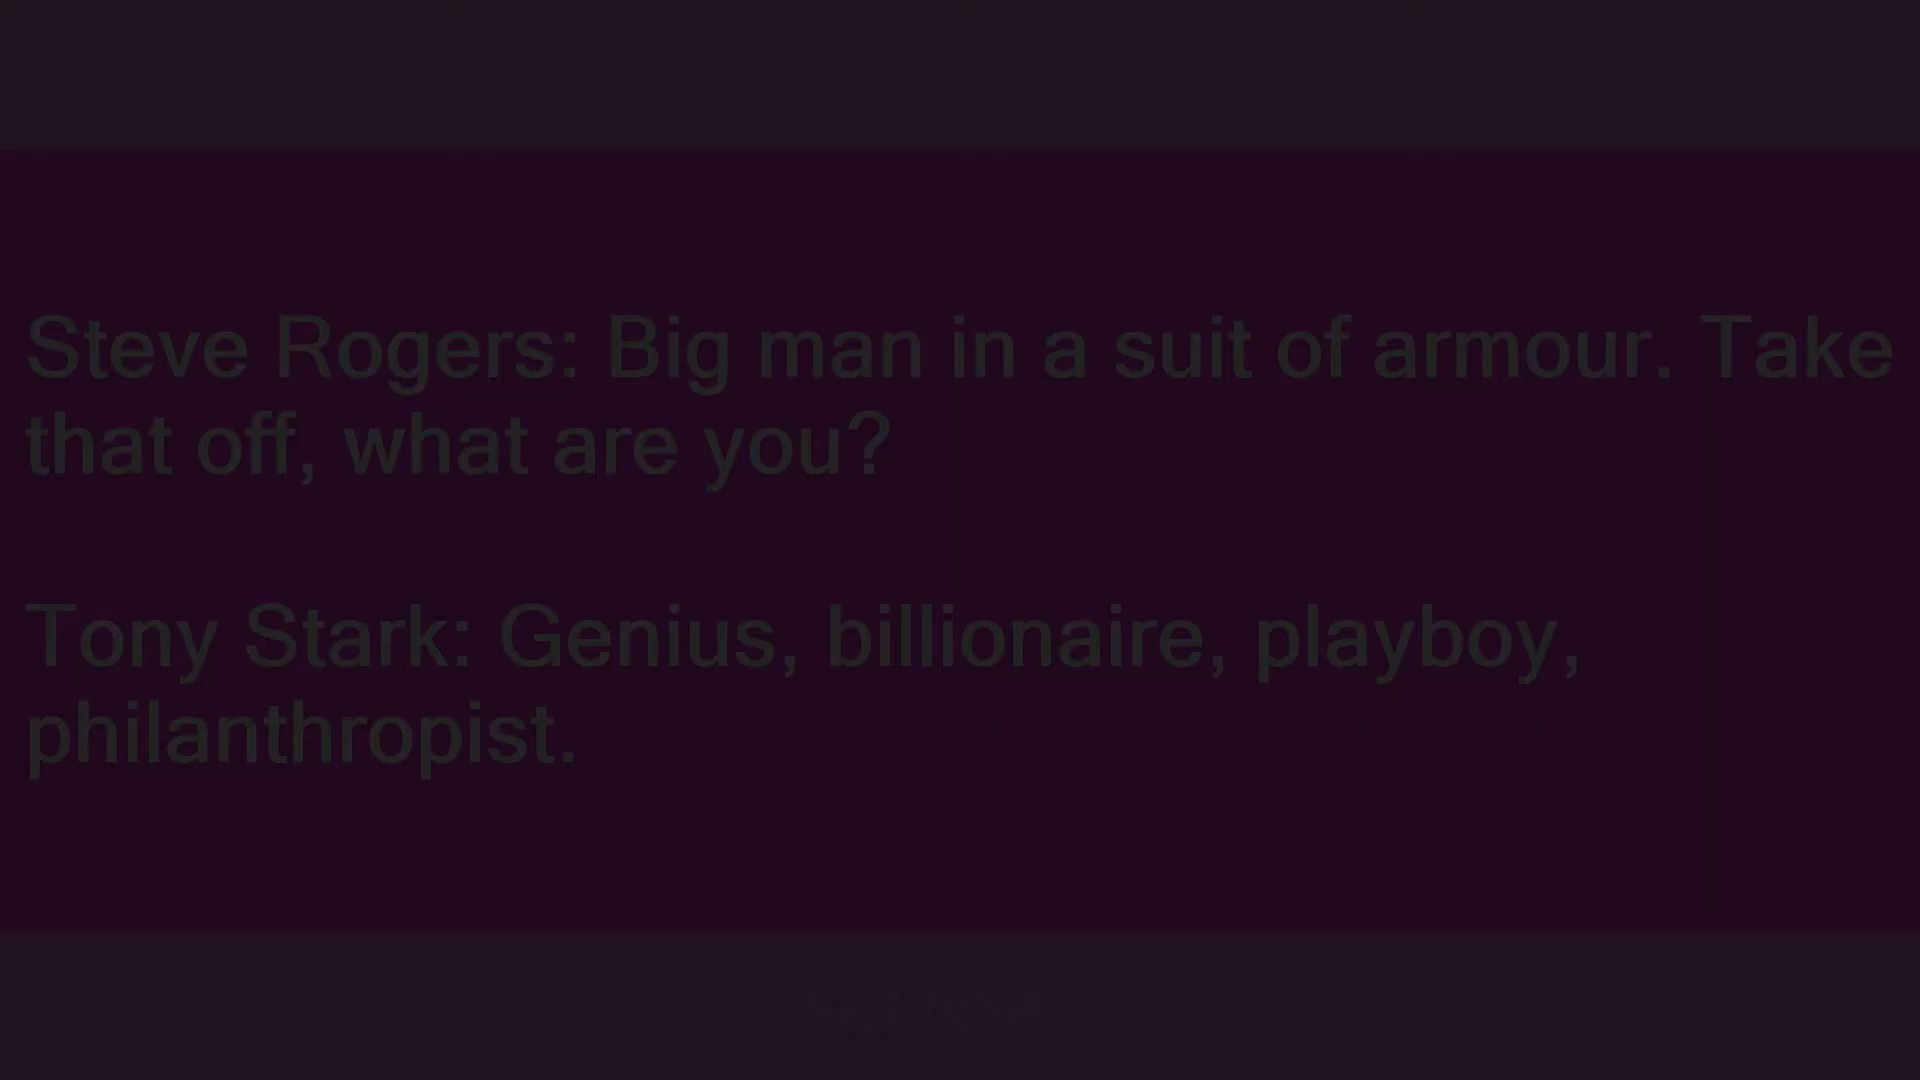 Steve Rogers: Big man in a suit of armour. Take
that off, what are you?
Tony Stark: Genius, billionaire, playboy,
philanthropist.